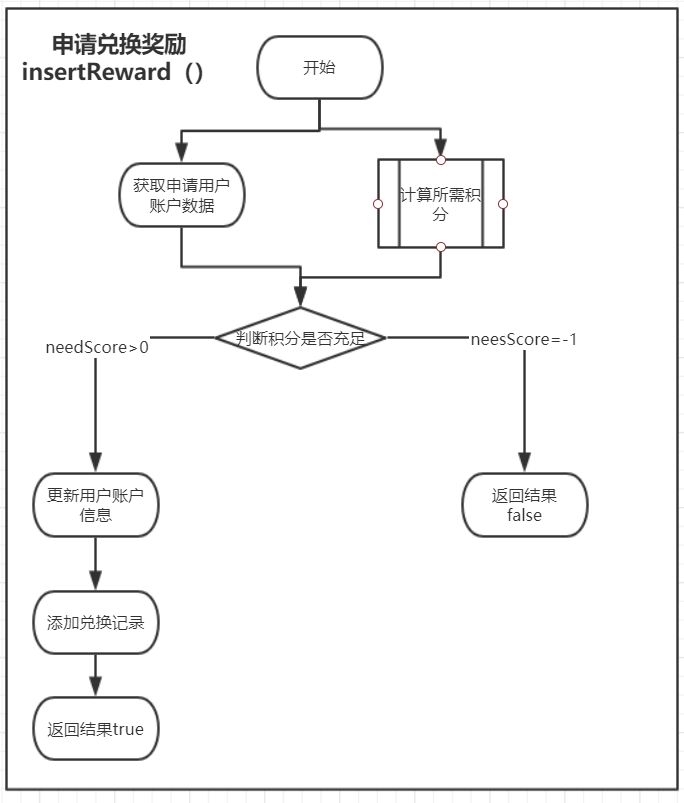 申请兑换奖励
insertReward（）
开始
获取申请用户
账户数据
计算所需积
分
判断积分是否充足
needScore>0
neesScore=-1
更新用户账户
信息
返回结果
false
添加兑换记录
返回结果true